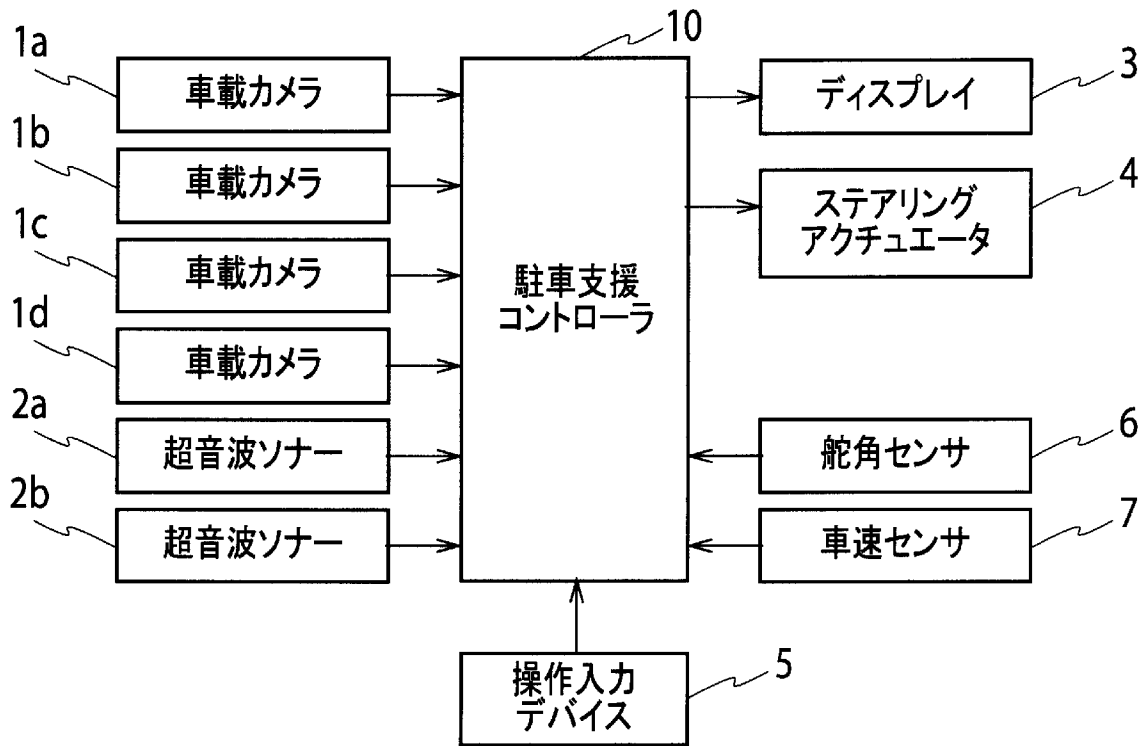 10
1a
車載カメラ
1b
車載カメラ
1c
車載カメラ
1d
車載カメラ
2a
超音波ソナー
2b
超音波ソナー
駐車支援
コントローラ
ディスプレイ
3
ステアリング
アクチュエータ
4
舵角センサ
6
車速センサ
7
操作入力
デバイス
5